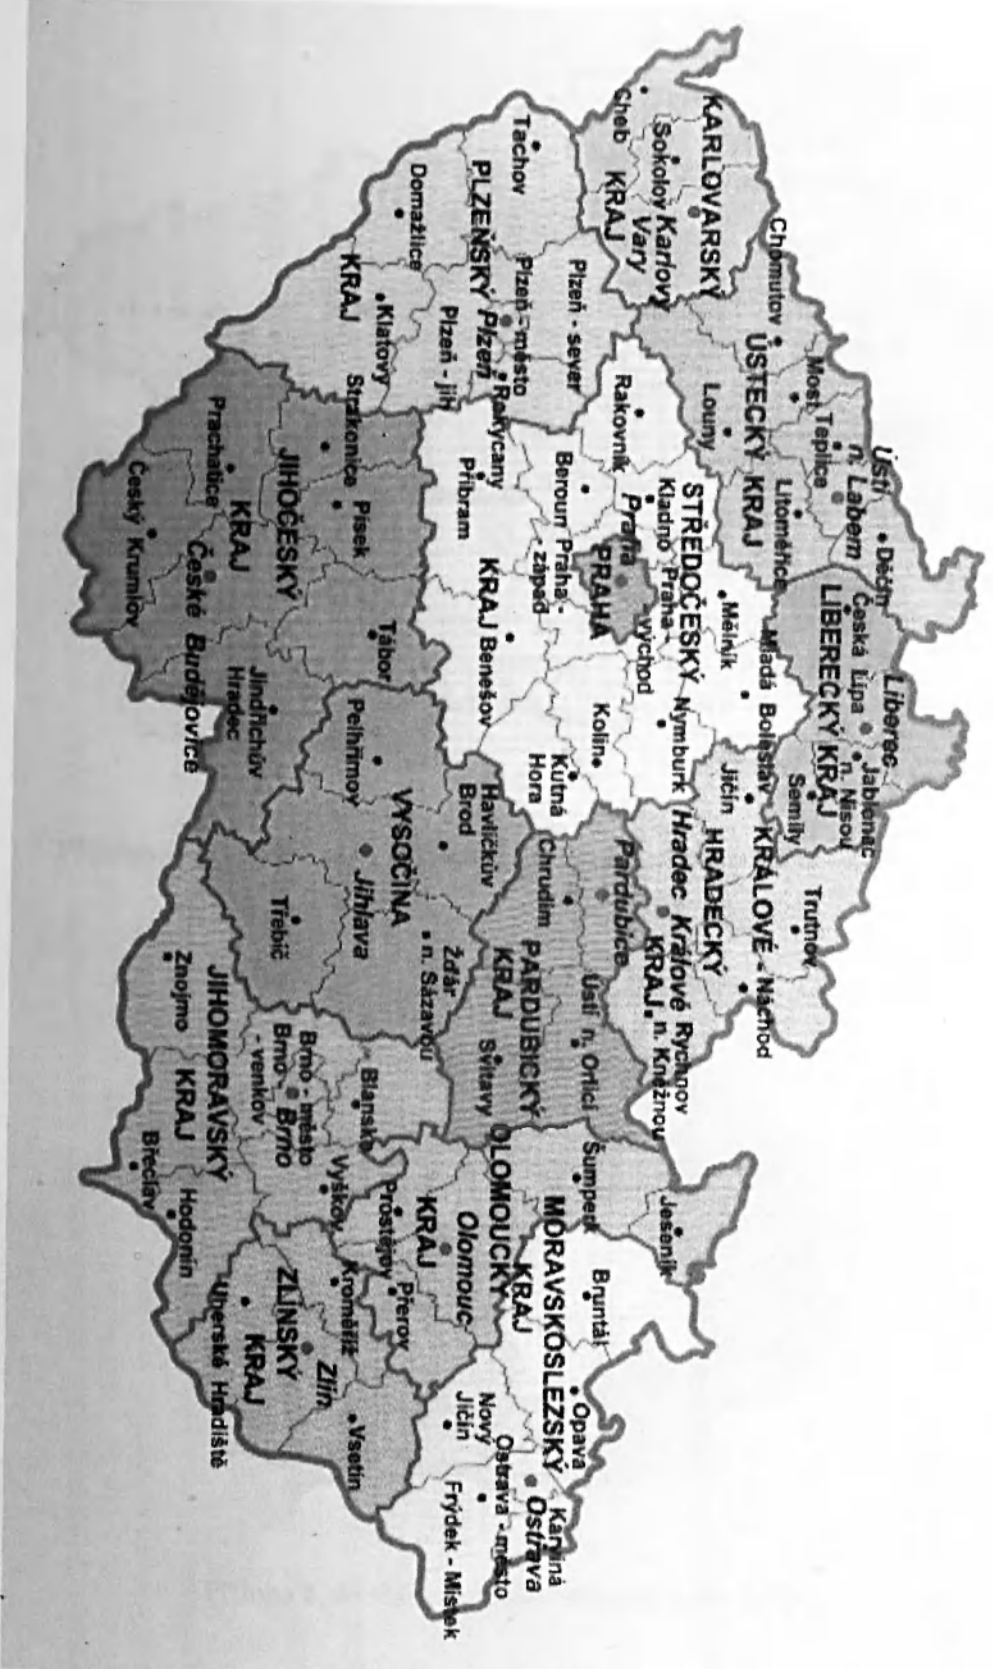 KARLOVARSKÝ
KRAJ
Cheb
Sokolov
Karlovy
Vary
Chomutov
Most
Teplice
Ústí
n. Labem
Děčín
ÚSTECKÝ KRAJ
Louny
Litoměřice
Česká Lípa
Liberec
LIBERECKÝ KRAJ
Jablonec
n. Nisou
Semily
Tachov
Plzeň - sever
Plzeň - město
PLZEŇSKÝ
KRAJ
Plzeň
Rokycany
Plzeň - jih
Domažlice
Klatovy
Rakovník
Kladno
STŘEDOČESKÝ
KRAJ
Beroun
Praha -
západ
Praha
PRAHA
Praha -
východ
Mělník
Mladá Boleslav
Nymburk
Kolín
Kutná
Hora
Benešov
Příbram
Jičín
Trutnov
Náchod
KRÁLOVÉ -
HRADECKÝ
KRAJ
Hradec Králové
Rychnov
n. Kněžnou
Pardubice
Chrudim
PARDUBICKÝ
KRAJ
Ústí n. Orlicí
Svitavy
Strakonice
Písek
Tábor
JIHOČESKÝ
KRAJ
Prachatice
České Budějovice
Český Krumlov
Jindřichův
Hradec
Pelhřimov
Havlíčkův
Brod
VYSOČINA
Jihlava
Žďár
n. Sázavou
Třebíč
Znojmo
JIHOMORAVSKÝ
KRAJ
Blansko
Brno - město
Brno -
- venkov
Brno
Vyškov
Břeclav
Hodonín
Šumperk
Jeseník
OLOMOUCKÝ
KRAJ
Olomouc
Prostějov
Přerov
Bruntál
MORAVSKOSLEZSKÝ
KRAJ
Opava
Nový
Jičín
Ostrava - město
Ostrava
Karviná
Frýdek - Místek
Kroměříž
ZLÍNSKÝ
KRAJ
Zlín
Vsetín
Uherské Hradiště